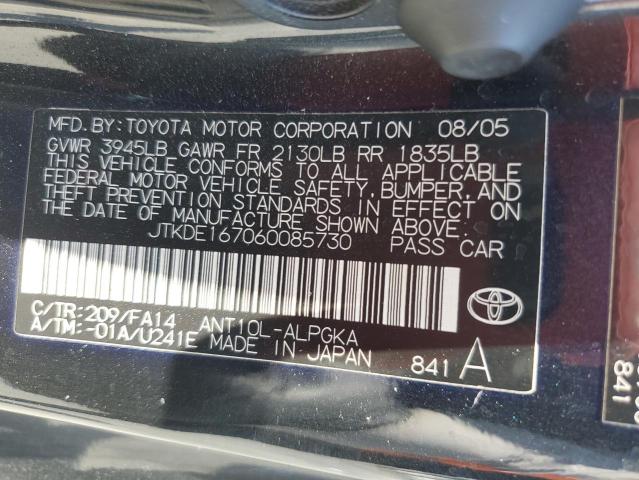 MFD.BY:TOYOTA MOTOR CORPORATION 08/05
GVWR 3945LB GAWR FR 2130LB RR 1835LB
THIS VEHICLE CONFORMS TO ALL APPLICABLE
FEDERAL MOTOR VEHICLE SAFETY, BUMPER, AND
THEFT PREVENTION STANDARDS IN EFFECT ON
THE DATE OF MANUFACTURE SHOWN ABOVE.
JTKDE167060085730 PASS CAR
C/TR:209/FA14 ANT10L-ALPGKA
A/TM:-01A/U241E MADE IN JAPAN 841 A
841